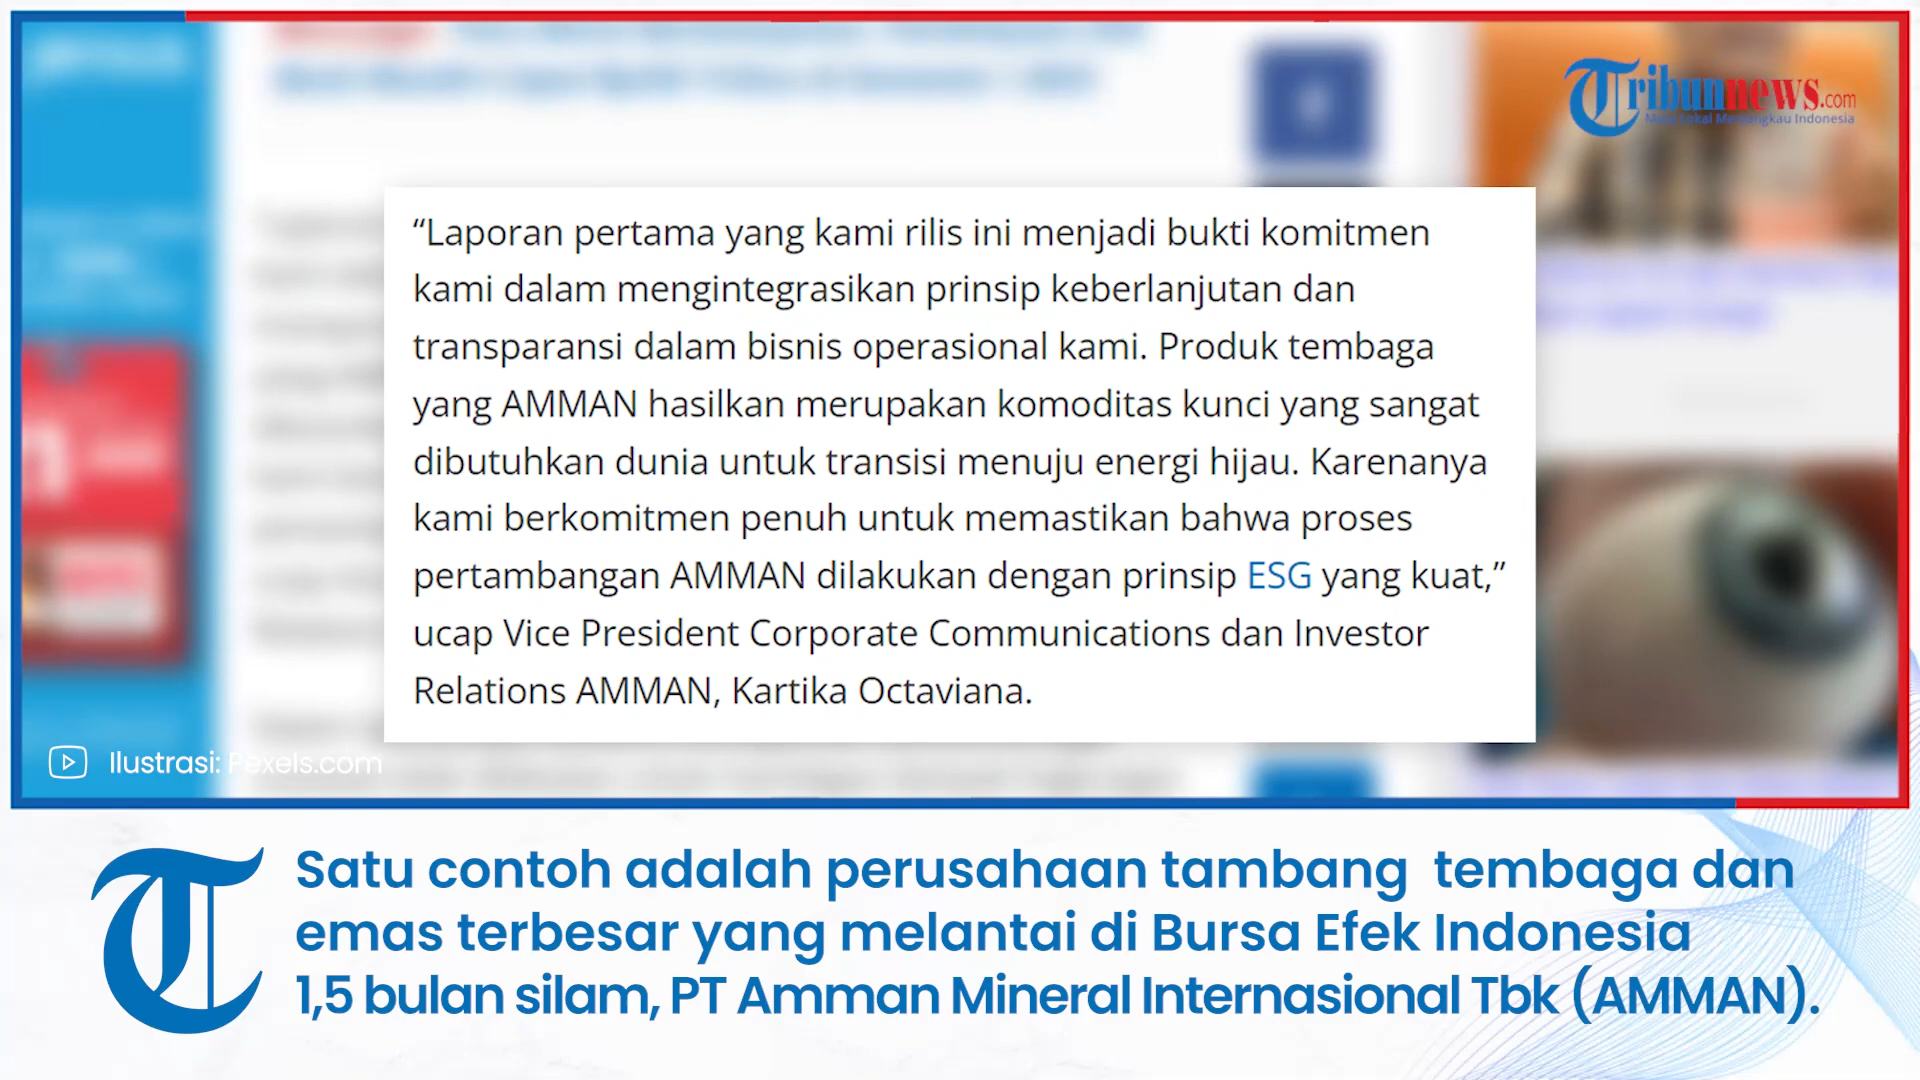 Tribunnews.com
Mata Lokal Menjangkau Indonesia
“Laporan pertama yang kami rilis ini menjadi bukti komitmen
kami dalam mengintegrasikan prinsip keberlanjutan dan
transparansi dalam bisnis operasional kami. Produk tembaga
yang AMMAN hasilkan merupakan komoditas kunci yang sangat
dibutuhkan dunia untuk transisi menuju energi hijau. Karenanya
kami berkomitmen penuh untuk memastikan bahwa proses
pertambangan AMMAN dilakukan dengan prinsip ESG yang kuat,”
ucap Vice President Corporate Communications dan Investor
Relations AMMAN, Kartika Octaviana.
Ilustrasi: Pexels.com
Satu contoh adalah perusahaan tambang tembaga dan
emas terbesar yang melantai di Bursa Efek Indonesia
1,5 bulan silam, PT Amman Mineral Internasional Tbk (AMMAN).